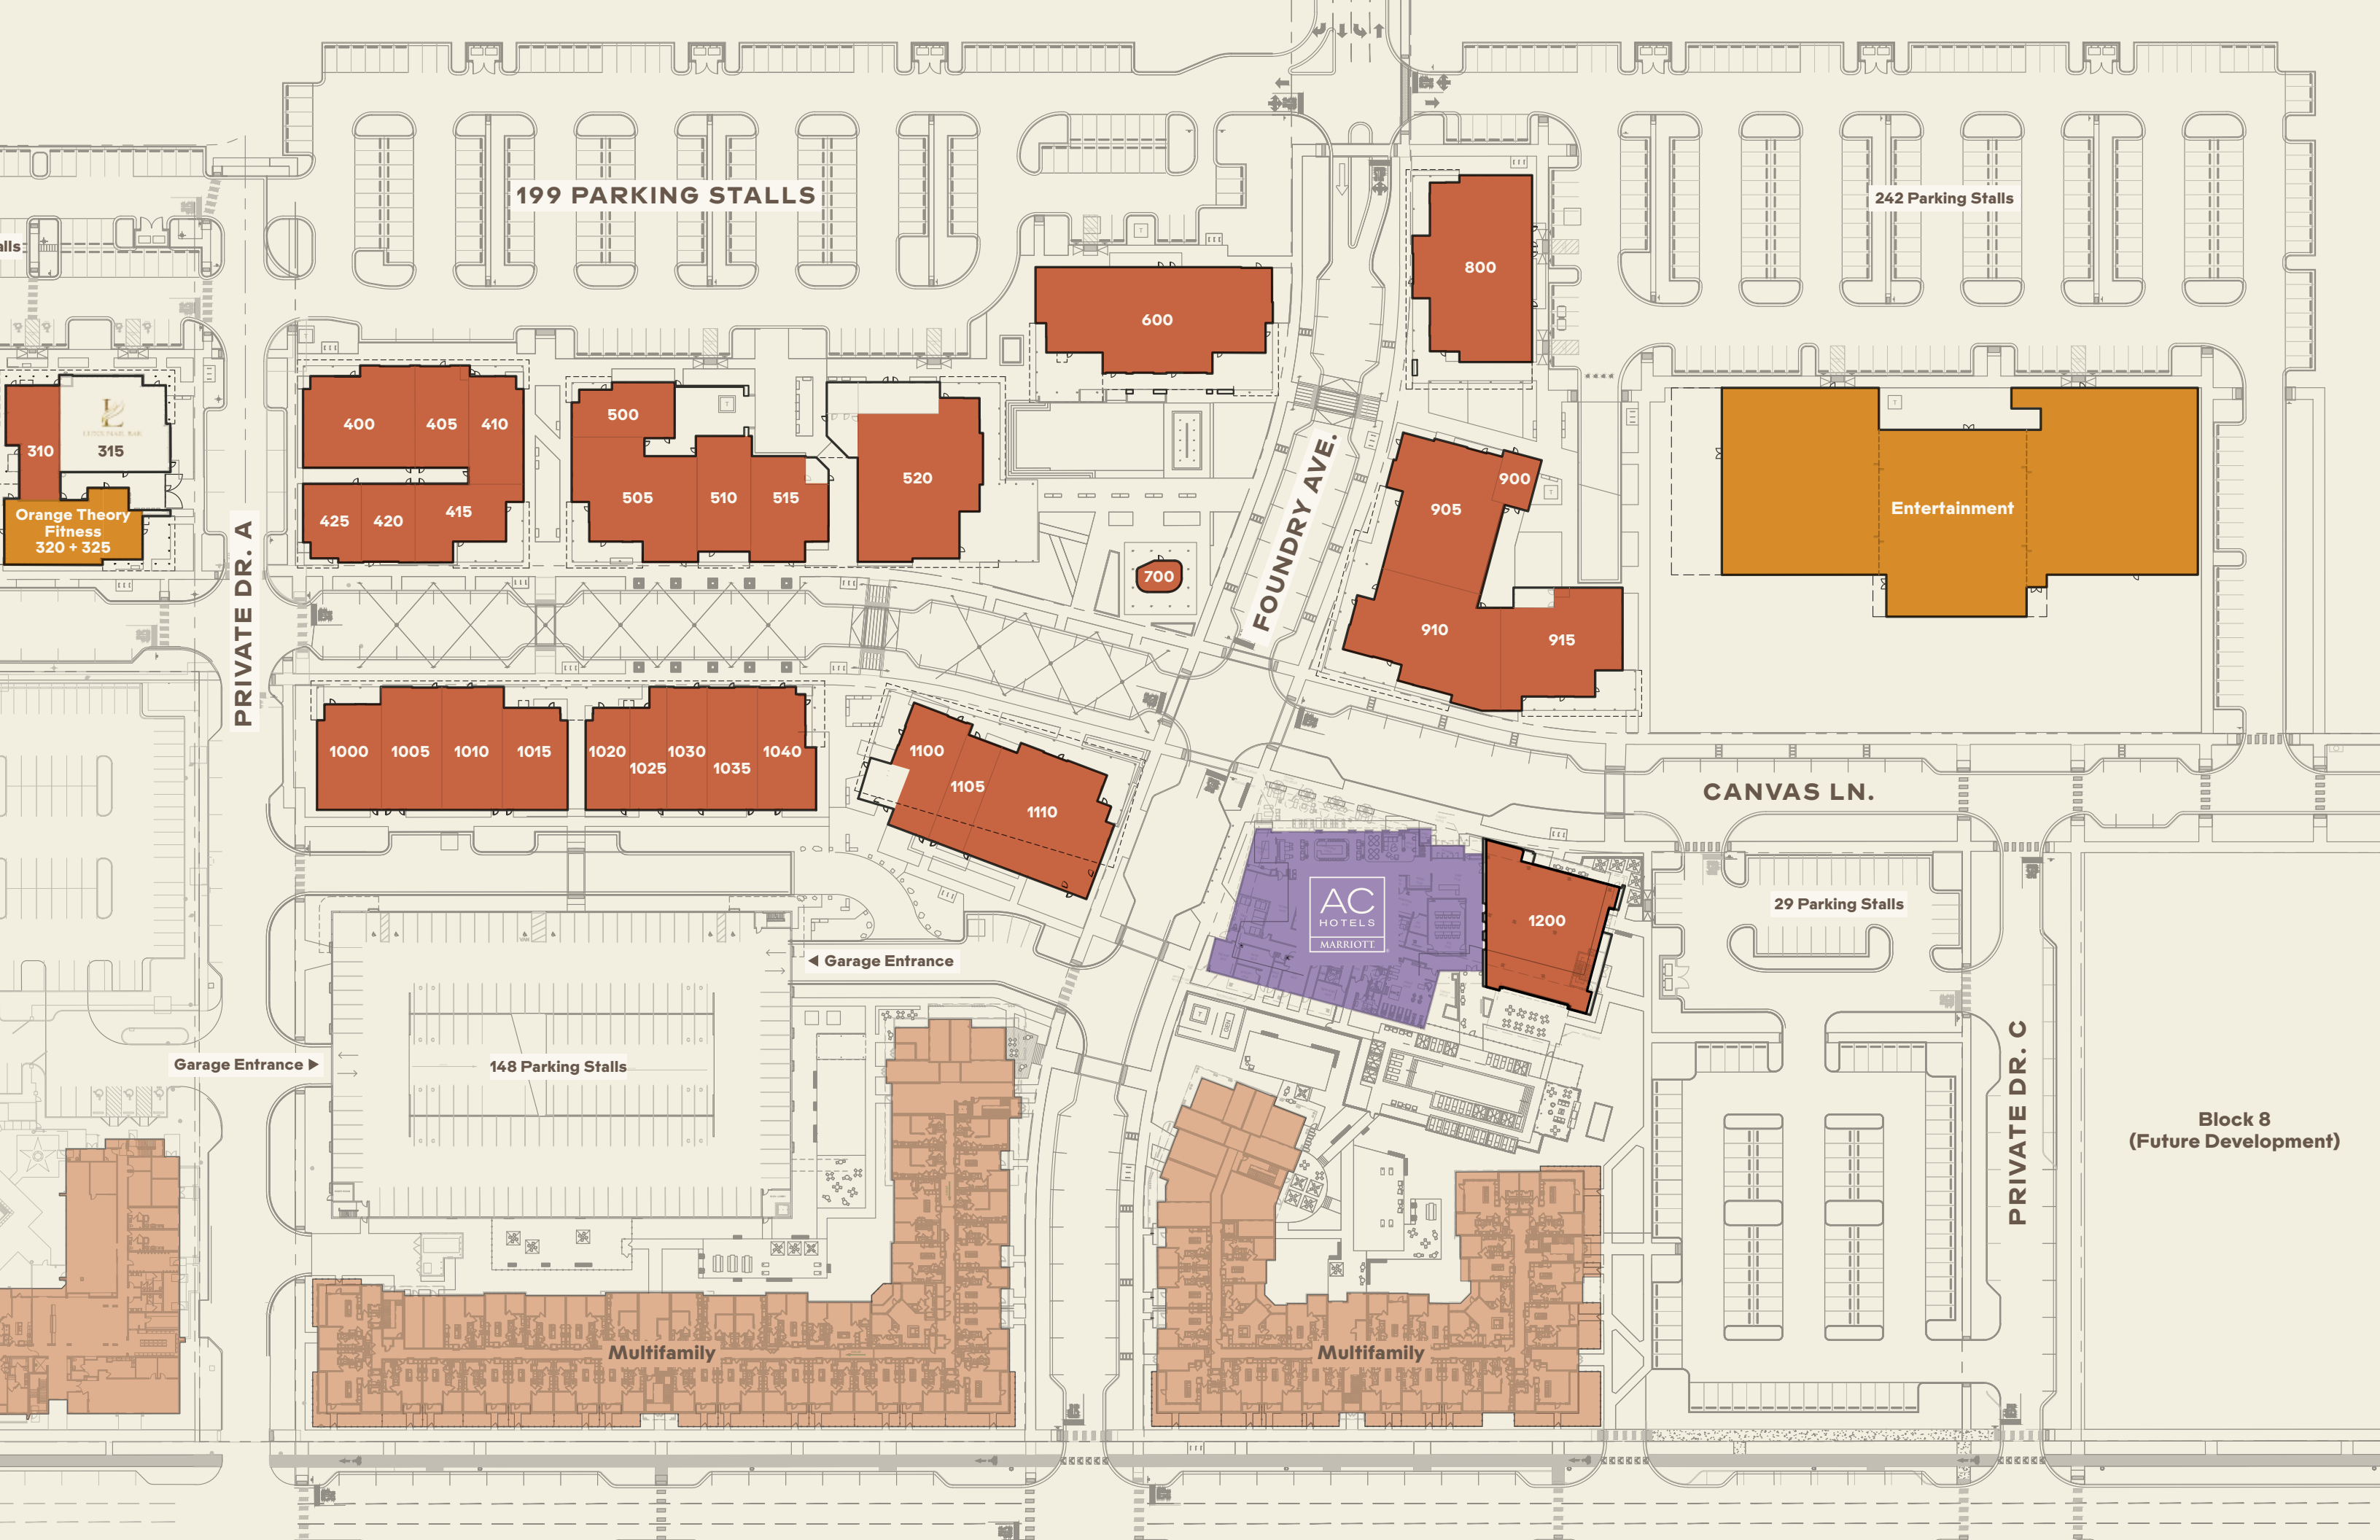 199 PARKING STALLS
242 Parking Stalls
alls
800
600
400
405
410
425
420
415
500
505
510
515
520
310
315
Orange Theory
Fitness
320 + 325
PRIVATE DR. A
FOUNDRY AVE.
700
900
905
910
915
Entertainment
1000
1005
1010
1015
1020
1025
1030
1035
1040
1100
1105
1110
CANVAS LN.
AC
HOTELS
MARRIOTT
1200
29 Parking Stalls
Garage Entrance
Garage Entrance
148 Parking Stalls
PRIVATE DR. C
Block 8
(Future Development)
Multifamily
Multifamily